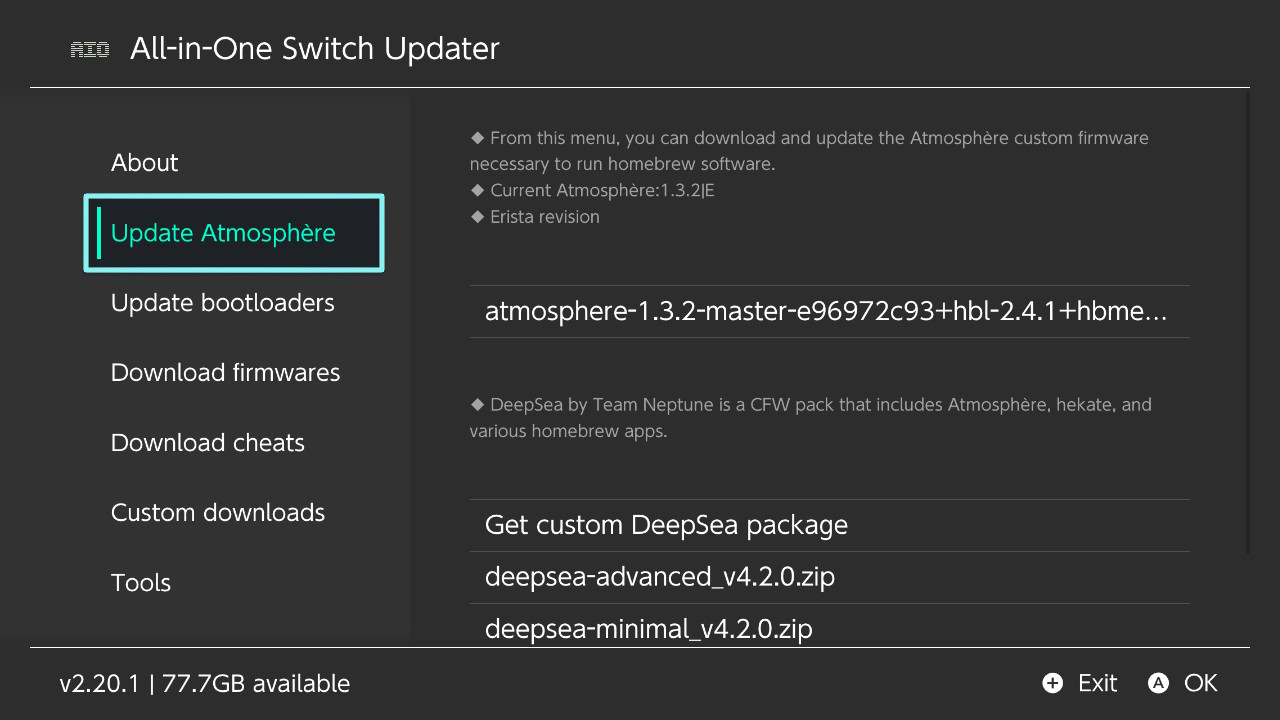 AIO All-in-One Switch Updater
About
Update Atmosphère
Update bootloaders
Download firmwares
Download cheats
Custom downloads
Tools
◆ From this menu, you can download and update the Atmosphère custom firmware
necessary to run homebrew software.
◆ Current Atmosphère:1.3.2|E
◆ Erista revision
atmosphere-1.3.2-master-e96972c93+hbl-2.4.1+hbme...
◆ DeepSea by Team Neptune is a CFW pack that includes Atmosphère, hekate, and
various homebrew apps.
Get custom DeepSea package
deepsea-advanced_v4.2.0.zip
deepsea-minimal_v4.2.0.zip
v2.20.1 | 77.7GB available
+ Exit A OK